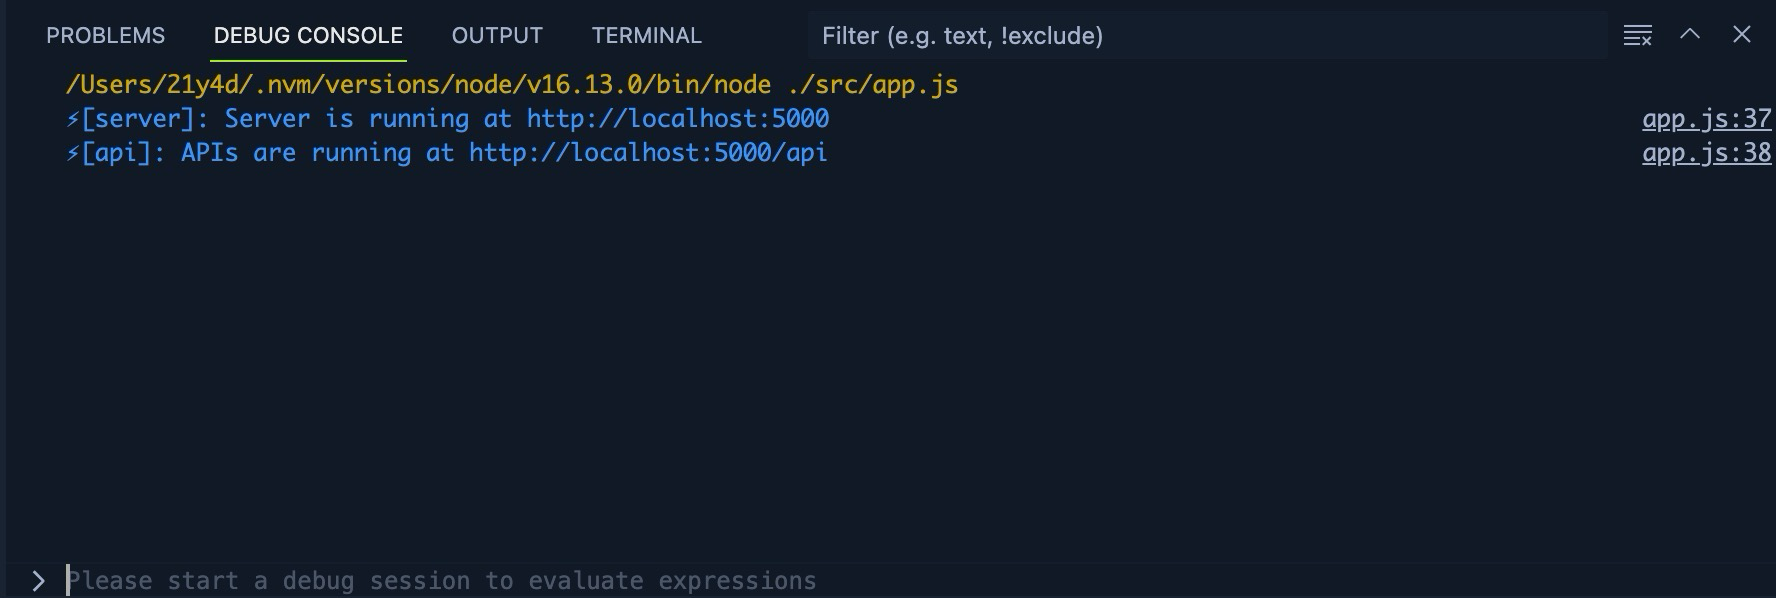 PROBLEMS DEBUG CONSOLE OUTPUT TERMINAL Filter (e.g. text, !exclude)
/Users/21y4d/.nvm/versions/node/v16.13.0/bin/node ./src/app.js
⚡[server]: Server is running at http://localhost:5000 app.js:37
⚡[api]: APIs are running at http://localhost:5000/api app.js:38
Please start a debug session to evaluate expressions